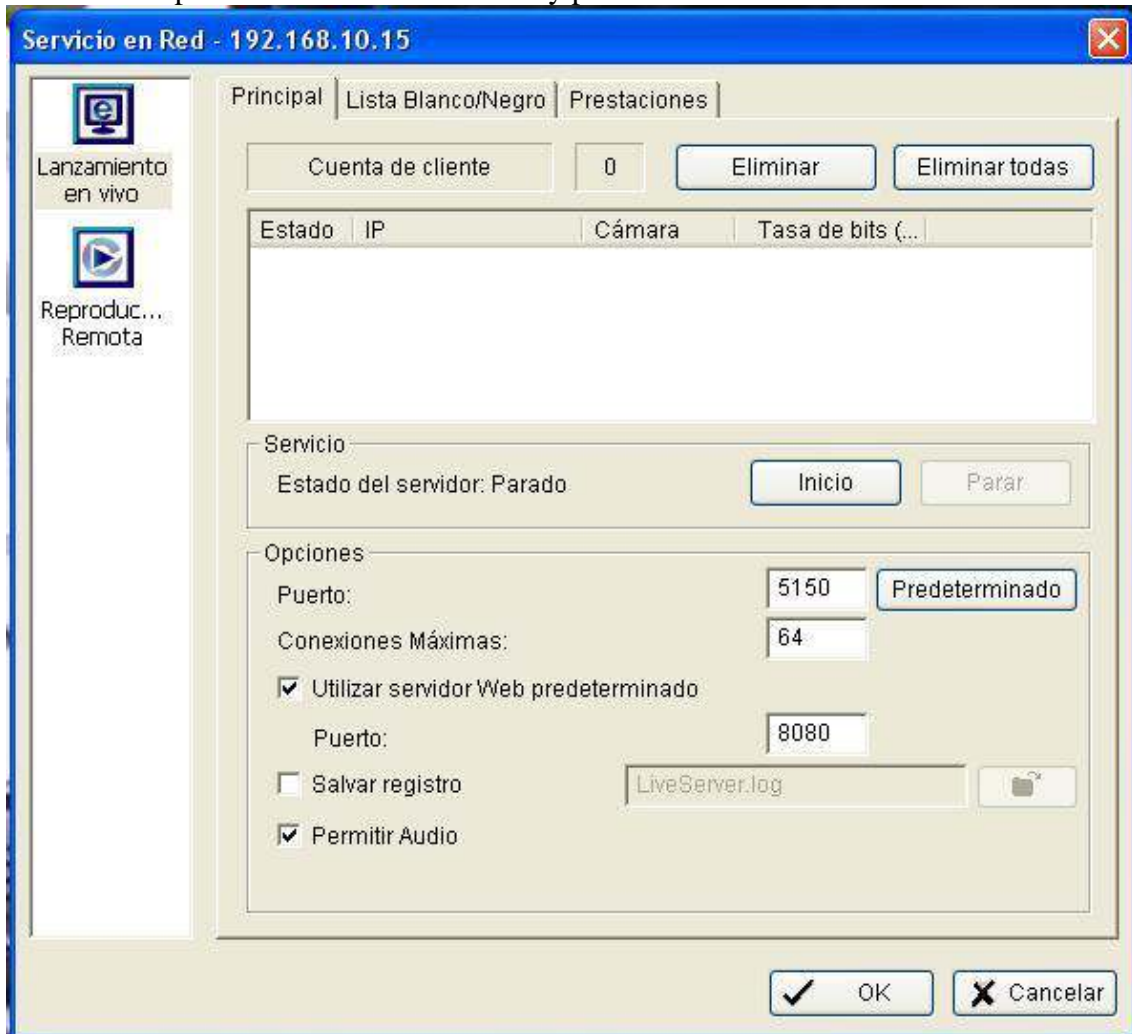 Servicio en Red - 192.168.10.15
Lanzamiento
en vivo
Reproduc...
Remota
Principal
Lista Blanco/Negro
Prestaciones
Cuenta de cliente
0
Eliminar
Eliminar todas
Estado
IP
Cámara
Tasa de bits (...
Servicio
Estado del servidor: Parado
Inicio
Parar
Opciones
Puerto:
5150
Predeterminado
Conexiones Máximas:
64
Utilizar servidor Web predeterminado
Puerto:
8080
Salvar registro
LiveServer.log
Permitir Audio
OK
Cancelar